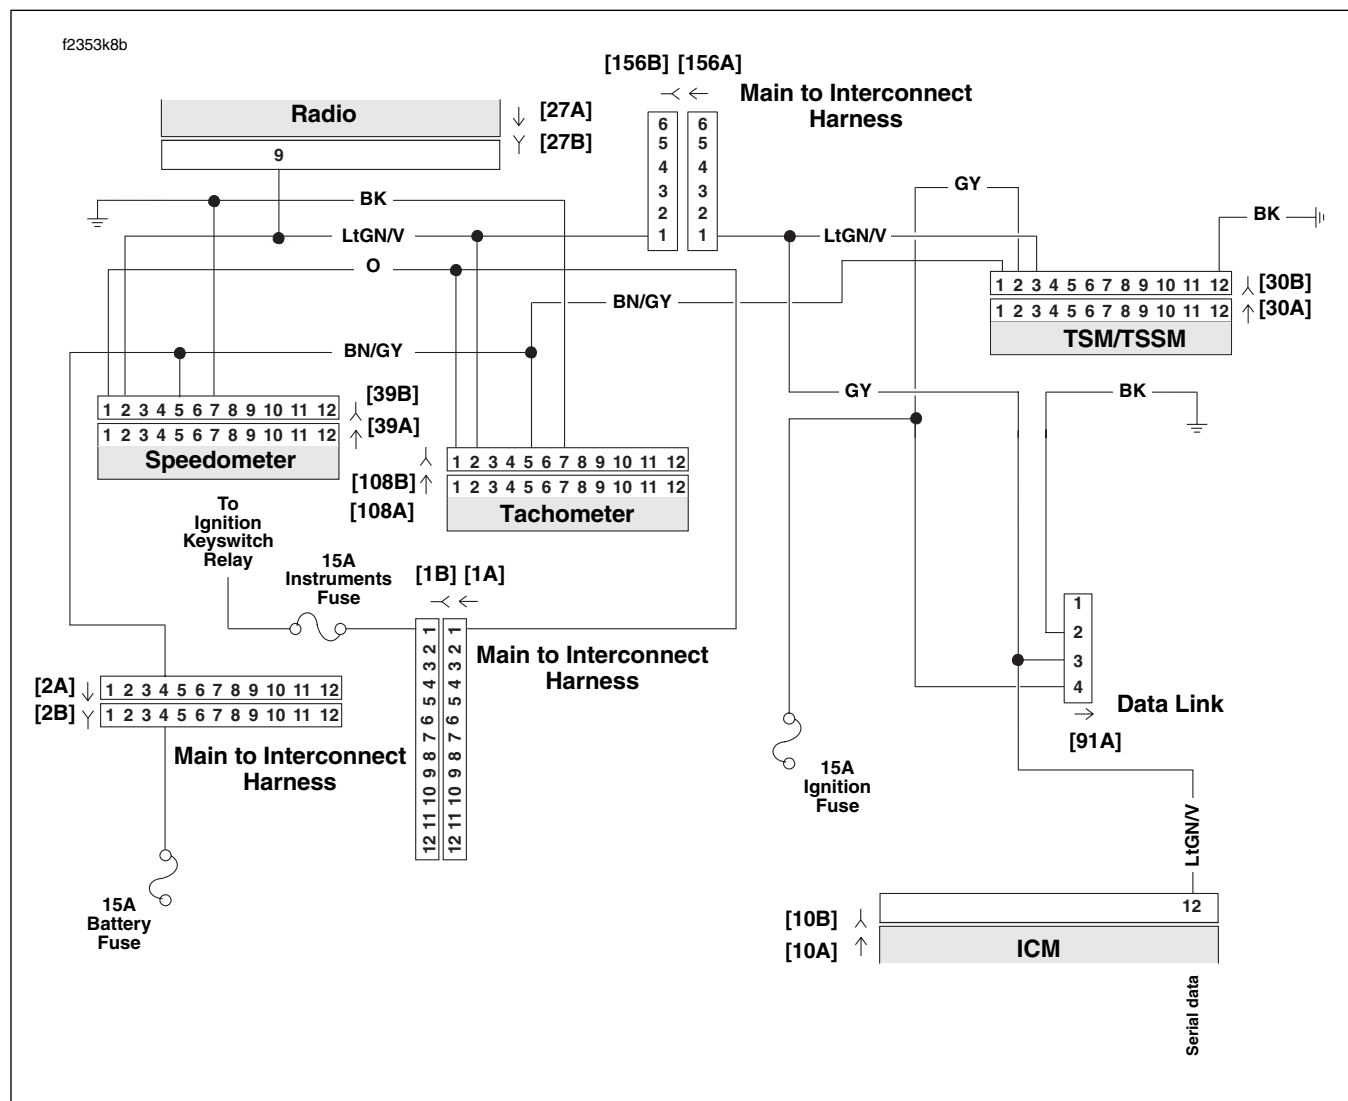 f2353k8b
[156B] [156A]
Main to Interconnect
Harness
Radio
[27A]
[27B]
9
6 6
5 5
4 4
3 3
2 2
1 1
BK
LtGN/V
O
LtGN/V
GY
BK
BN/GY
BN/GY
1 2 3 4 5 6 7 8 9 10 11 12
[30B]
1 2 3 4 5 6 7 8 9 10 11 12
[30A]
TSM/TSSM
GY
BK
1 2 3 4 5 6 7 8 9 10 11 12
[39B]
1 2 3 4 5 6 7 8 9 10 11 12
[39A]
Speedometer
1 2 3 4 5 6 7 8 9 10 11 12
[108B]
1 2 3 4 5 6 7 8 9 10 11 12
[108A]
Tachometer
To
Ignition
Keyswitch
Relay
15A
Instruments
Fuse
[1B] [1A]
1 2 3 4 5 6 7 8 9 10 11 12
1 2 3 4 5 6 7 8 9 10 11 12
Main to Interconnect
Harness
[2A]
1 2 3 4 5 6 7 8 9 10 11 12
[2B]
1 2 3 4 5 6 7 8 9 10 11 12
Main to Interconnect
Harness
15A
Battery
Fuse
1
2
3
4
Data Link
[91A]
15A
Ignition
Fuse
LtGN/V
12
[10B]
[10A]
ICM
Serial data